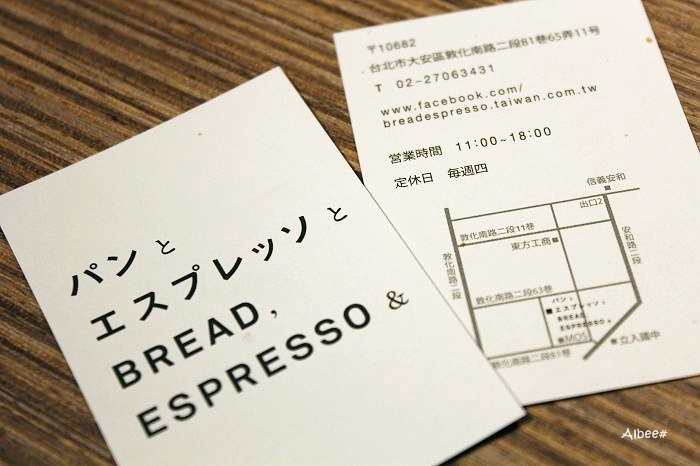 パンと
エスプレッソと
BREAD,
ESPRESSO &
〒10682
台北市大安區敦化南路二段81巷65弄11号
T 02-27063431
www.facebook.com/
breadespresso.taiwan.com.tw
営業時間 11:00~18:00
定休日 毎週四
信義安和
出口2
敦化南路二段11巷
東方工商
安和路二段
敦化南路二段
敦化南路二段63巷
パンと
エスプレッソと
BREAD,
ESPRESSO &
MOS
立人國中
敦化南路二段81巷
Albee#